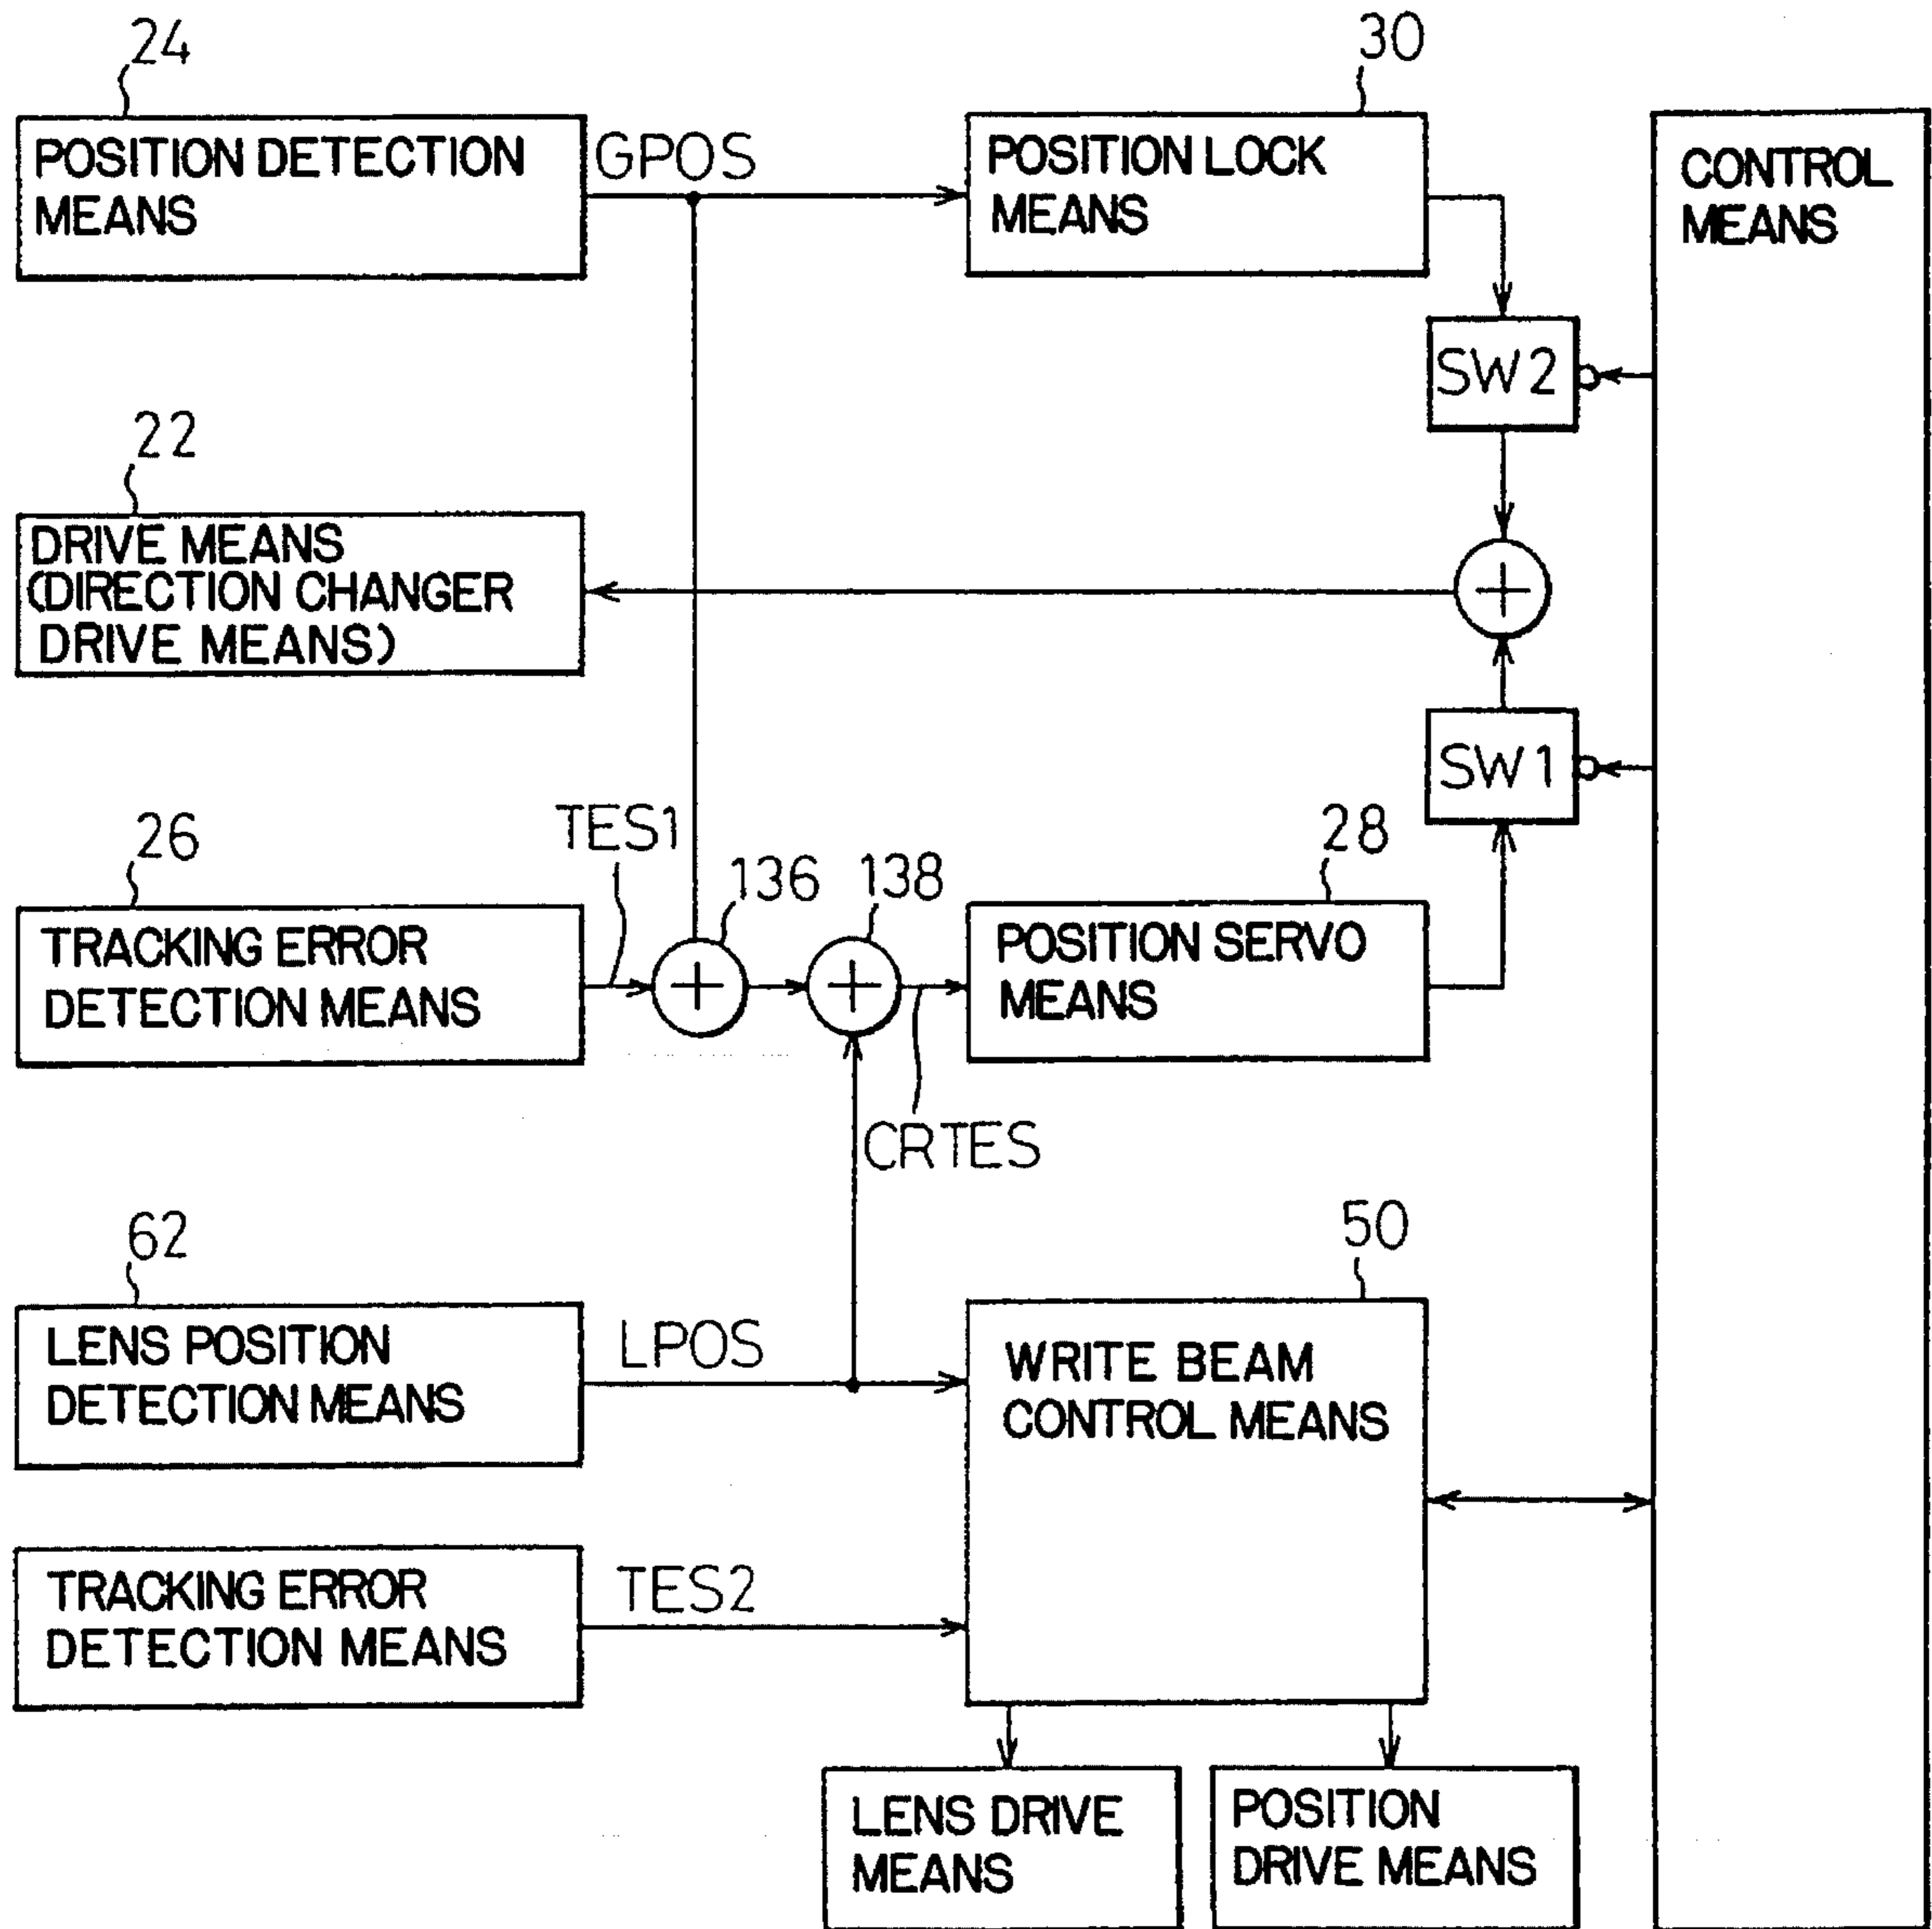 24
30
POSITION DETECTION
MEANS
GPOS
POSITION LOCK
MEANS
CONTROL
MEANS
SW2
22
DRIVE MEANS
(DIRECTION CHANGER
DRIVE MEANS)
+
SW1
26
TES1
136
138
28
TRACKING ERROR
DETECTION MEANS
+
+
POSITION SERVO
MEANS
CRTES
62
50
LENS POSITION
DETECTION MEANS
LPOS
WRITE BEAM
CONTROL MEANS
TRACKING ERROR
DETECTION MEANS
TES2
LENS DRIVE
MEANS
POSITION
DRIVE MEANS